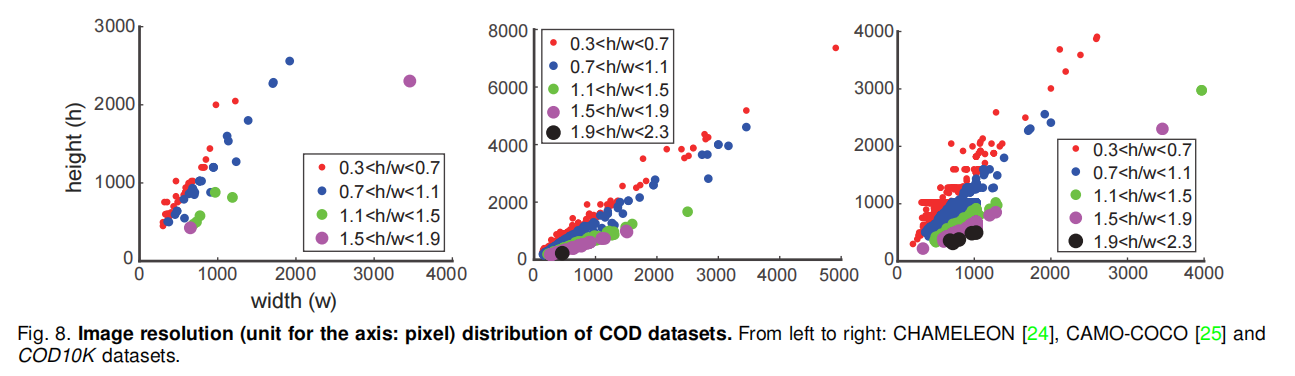 3000
2000
1000
0
0
1000
2000
3000
4000
height (h)
width (w)
0.3<h/w<0.7
0.7<h/w<1.1
1.1<h/w<1.5
1.5<h/w<1.9
8000
6000
4000
2000
0
0
1000
2000
3000
4000
5000
0.3<h/w<0.7
0.7<h/w<1.1
1.1<h/w<1.5
1.5<h/w<1.9
1.9<h/w<2.3
4000
3000
2000
1000
0
0
1000
2000
3000
4000
0.3<h/w<0.7
0.7<h/w<1.1
1.1<h/w<1.5
1.5<h/w<1.9
1.9<h/w<2.3
Fig. 8. Image resolution (unit for the axis: pixel) distribution of COD datasets. From left to right: CHAMELEON [24], CAMO-COCO [25] and
COD10K datasets.